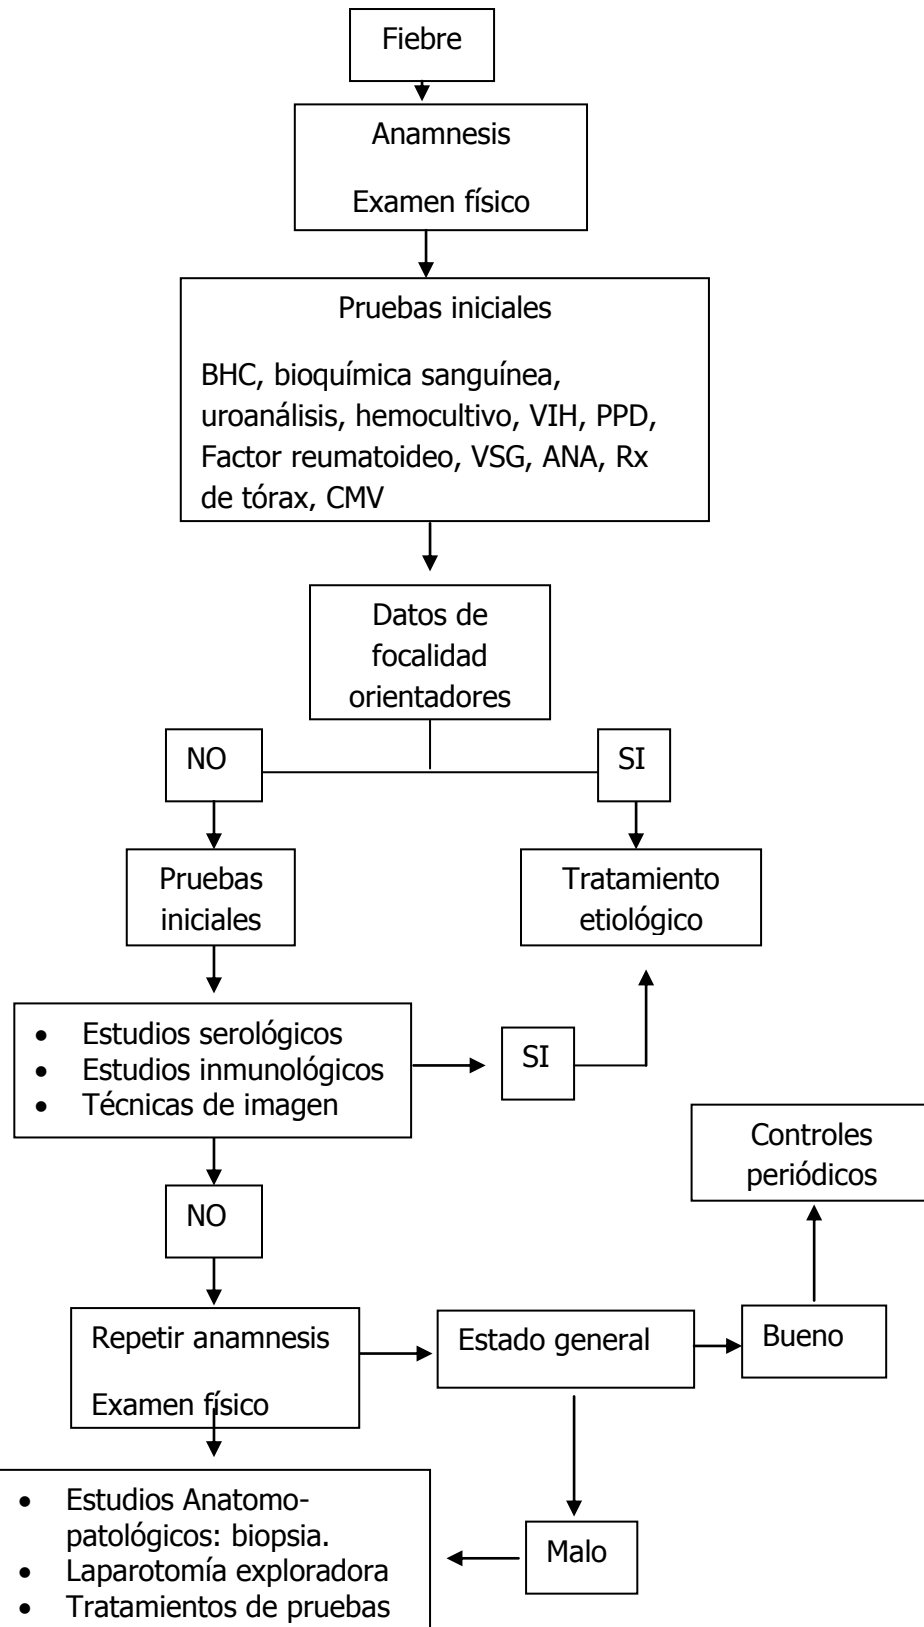 Fiebre
Anamnesis
Examen físico
Pruebas iniciales
BHC, bioquímica sanguínea,
uroanálisis, hemocultivo, VIH, PPD,
Factor reumatoideo, VSG, ANA, Rx
de tórax, CMV
Datos de
focalidad
orientadores
NO
SI
Pruebas
iniciales
Tratamiento
etiológico
• Estudios serológicos
• Estudios inmunológicos
• Técnicas de imagen
SI
Controles
periódicos
NO
Repetir anamnesis
Examen físico
Estado general
Bueno
• Estudios Anatomo-
patológicos: biopsia.
• Laparotomía exploradora
• Tratamientos de pruebas
Malo